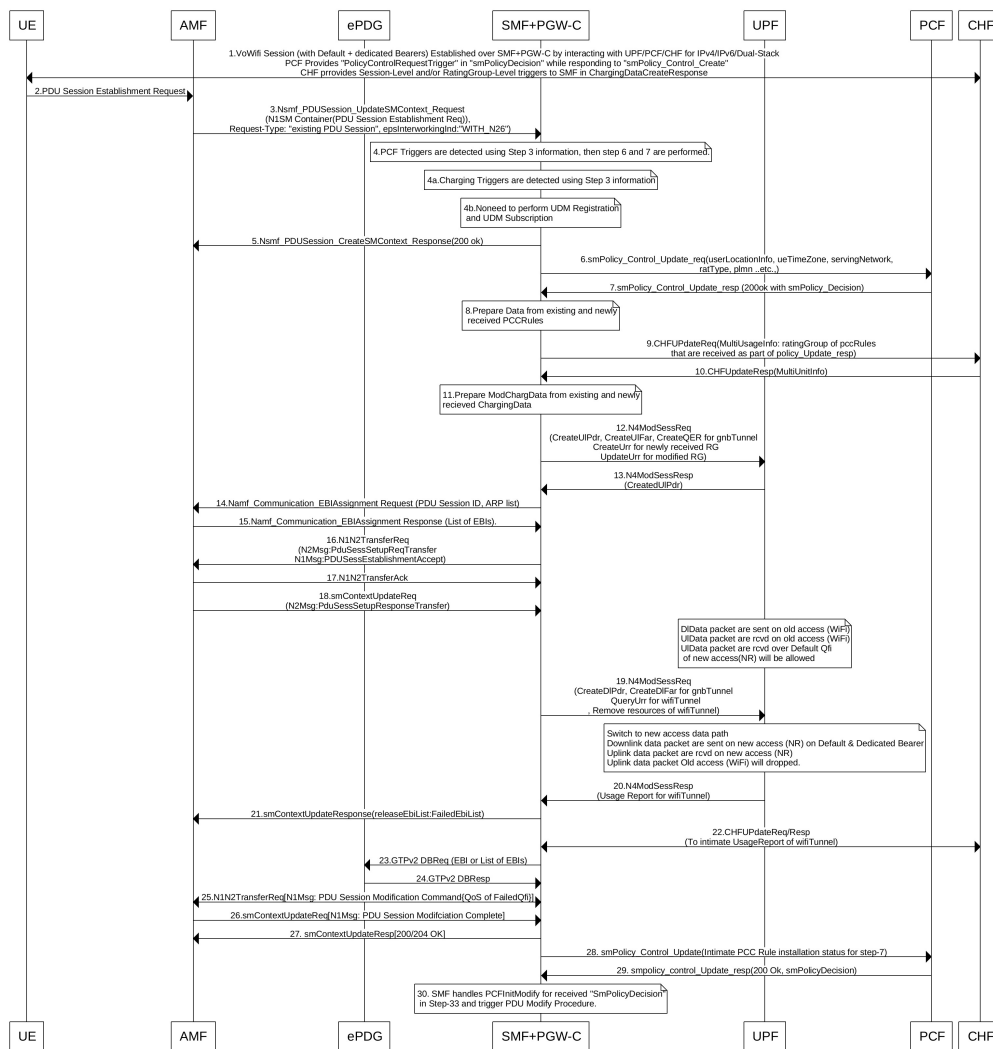 UE
AMF
ePDG
SMF+PGW-C
UPF
PCF
CHF
1.VoWifi Session (with Default + dedicated Bearers) Established over SMF+PGW-C by interacting with UPF/PCF/CHF for IPv4/IPv6/Dual-Stack
PCF Provides "PolicyControlRequestTrigger" in "smPolicyDecision" while responding to "smPolicy_Control_Create"
CHF prrovides Session-Level and/or RatingGroup-Level triggers to SMF in ChargingDataCreateResponse
2.PDU Session Establishment Request
3.Nsmf_PDUSession_UpdateSMContext_Request
(N1SM Container(PDU Session Establishment Req)),
Request-Type: "existing PDU Session", epsInterworkingInd:"WITH_N26")
4.PCF Triggers are detected using Step 3 information, then step 6 and 7 are performed.
4a.Charging Triggers are detected using Step 3 information
4b.Noneed to perform UDM Registration
and UDM Subscription
5.Nsmf_PDUSession_CreateSMContext_Response(200 ok)
6.smPolicy_Control_Update_req(userLocationInfo, ueTimeZone, servingNetwork,
ratType, plmn ..etc.,)
7.smPolicy_Control_Update_resp (200ok with smPolicy_Decision)
8.Prepare Data from existing and newly
received PCCRules
9.CHFUPdateReq(MultiUsageInfo: ratingGroup of pccRules
that are received as part of policy_Update_resp)
10.CHFUpdateResp(MultiUnitInfo)
11.Prepare ModChargData from existing and newly
recieved ChargingData
12.N4ModSessReq
(CreateUlPdr, CreateUlFar, CreateQER for gnbTunnel
CreateUrr for newly received RG
UpdateUrr for modified RG)
13.N4ModSessResp
(CreatedUlPdr)
14.Namf_Communication_EBIAssignment Request (PDU Session ID, ARP list)
15.Namf_Communication_EBIAssignment Response (List of EBIs).
16.N1N2TransferReq
(N2Msg:PduSessSetupReqTransfer
N1Msg:PDUSessEstablishmentAccept)
17.N1N2TransferAck
18.smContextUpdateReq
(N2Msg:PduSessSetupResponseTransfer)
DlData packet are sent on old access (WiFi)
UlData packet are rcvd on old access (WiFi)
UlData packet are rcvd over Default Qfi
of new access(NR) will be allowed
19.N4ModSessReq
(CreateDlPdr, CreateDlFar for gnbTunnel
QueryUrr for wifiTunnel
, Remove resources of wifiTunnel)
Switch to new access data path
Downlink data packet are sent on new access (NR) on Default & Dedicated Bearer
Uplink data packet are rcvd on new access (NR)
Uplink data packet Old access (WiFi) will dropped.
20.N4ModSessResp
(Usage Report for wifiTunnel)
21.smContextUpdateResponse(releaseEbiList:FailedEbiList)
22.CHFUPdateReq/Resp
(To intimate UsageReport of wifiTunnel)
23.GTPv2 DBReq (EBI or List of EBIs)
24.GTPv2 DBResp
25.N1N2TransferReq[N1Msg: PDU Session Modification Command{QoS of FailedQfi}]
26.smContextUpdateReq[N1Msg: PDU Session Modifciation Complete]
27. smContextUpdateResp[200/204 OK]
28. smPolicy_Control_Update(Intimate PCC Rule installation status for step-7)
29. smpolicy_control_Update_resp(200 Ok, smPolicyDecision)
30. SMF handles PCFInitModify for received "SmPolicyDecision"
in Step-33 and trigger PDU Modify Procedure.
UE
AMF
ePDG
SMF+PGW-C
UPF
PCF
CHF